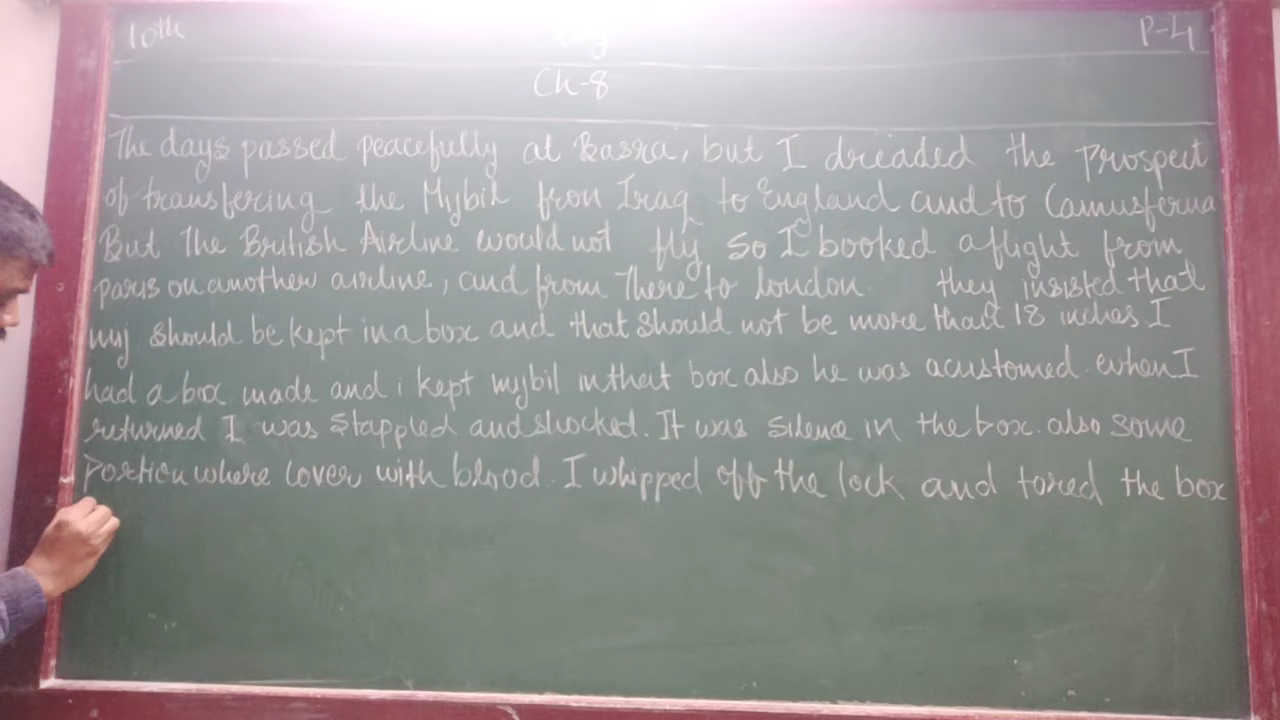 10th
P-4
Ch-8
The days passed peacefully at Basra, but I dreaded the prospect
of transfering the Mybil fron Iraq to England and to Camusferna
But The British Airline would not fly so I booked a flight from
paris on another airline, and from There to london. they insisted that
mij should be kept in a box and that should not be more than 18 inches. I
had a box made and i kept mybil in that box also he was acustomed. when I
returned I was stappled and shocked. It was silence in the box. also some
Portion where cover with blood. I whipped off the lock and tored the box